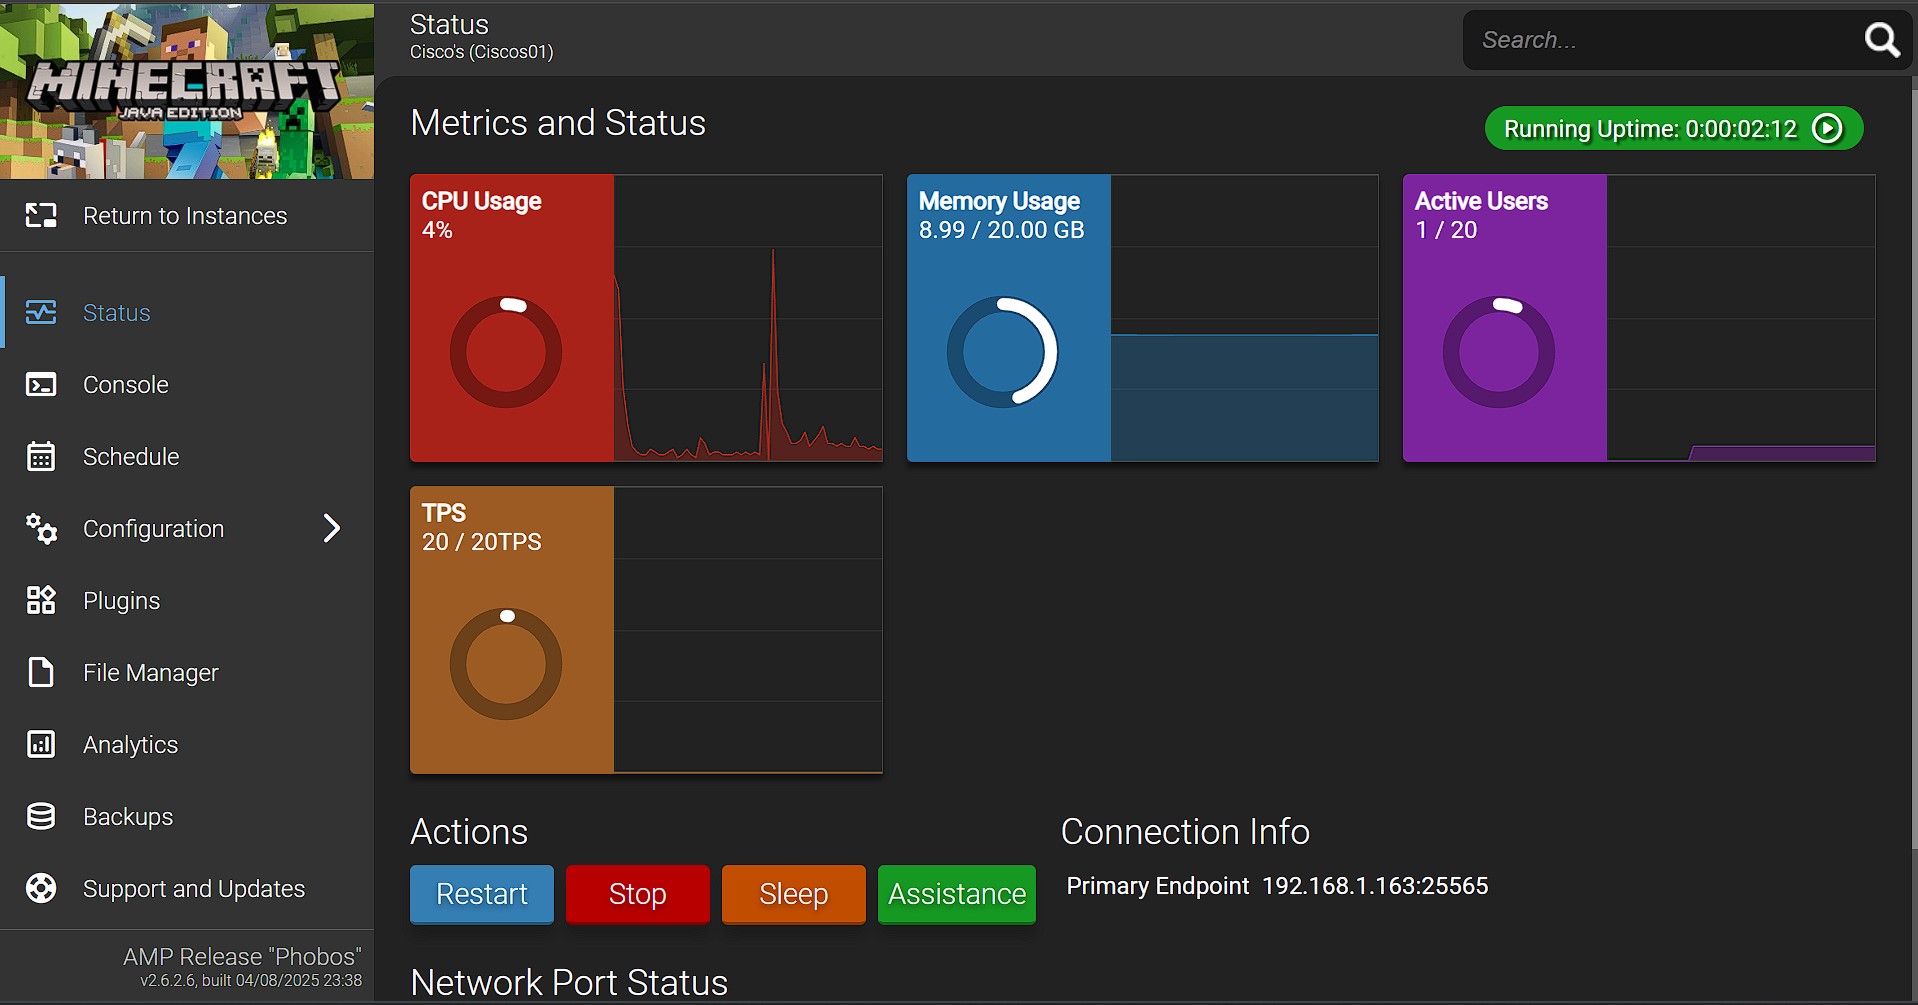 MINECRAFT
JAVA EDITION
Return to Instances
Status
Console
Schedule
Configuration
Plugins
File Manager
Analytics
Backups
Support and Updates
AMP Release "Phobos"
v2.6.2.6, built 04/08/2025 23:38
Status
Cisco's (Ciscos01)
Search...
Metrics and Status
Running Uptime: 0:00:02:12
CPU Usage
4%
Memory Usage
8.99 / 20.00 GB
Active Users
1 / 20
TPS
20 / 20TPS
Actions
Restart
Stop
Sleep
Assistance
Connection Info
Primary Endpoint 192.168.1.163:25565
Network Port Status